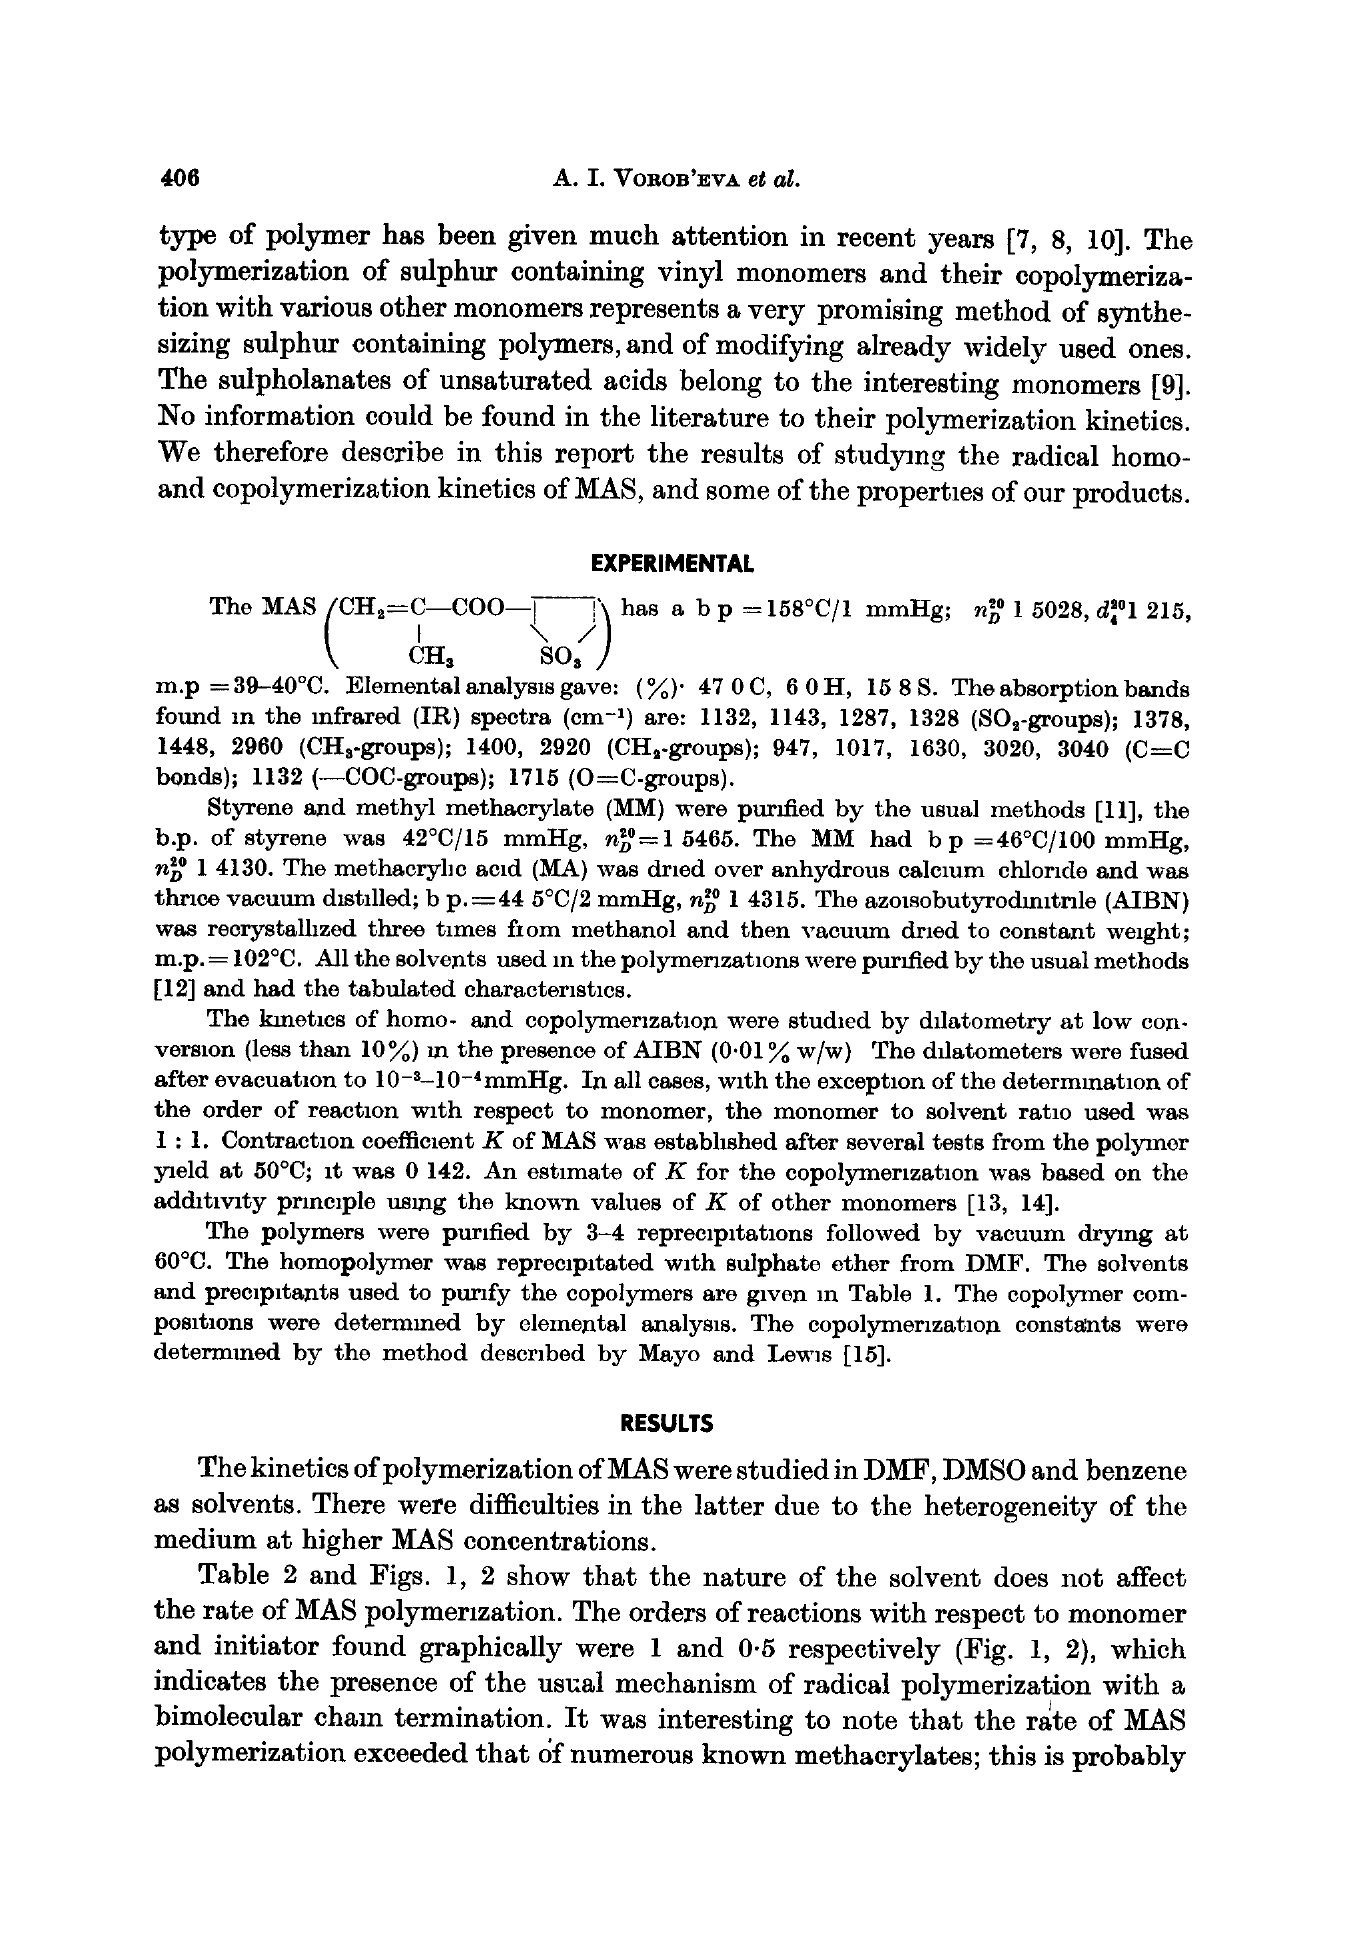 406 A. I. VOROB'EVA et al.
type of polymer has been given much attention in recent years [7, 8, 10]. The
polymerization of sulphur containing vinyl monomers and their copolymeriza-
tion with various other monomers represents a very promising method of synthe-
sizing sulphur containing polymers, and of modifying already widely used ones.
The sulpholanates of unsaturated acids belong to the interesting monomers [9].
No information could be found in the literature to their polymerization kinetics.
We therefore describe in this report the results of studying the radical homo-
and copolymerization kinetics of MAS, and some of the properties of our products.
EXPERIMENTAL
The MAS (CH₂=C—COO— ) has a b p =158°C/1 mmHg; n_D^20 1 5028, d_4^20 1 215,
CH₃ SO₂
m.p =39–40°C. Elemental analysis gave: (%)· 47 0 C, 6 0 H, 15 8 S. The absorption bands
found in the infrared (IR) spectra (cm⁻¹) are: 1132, 1143, 1287, 1328 (SO₂-groups); 1378,
1448, 2960 (CH₃-groups); 1400, 2920 (CH₂-groups); 947, 1017, 1630, 3020, 3040 (C=C
bonds); 1132 (—COC-groups); 1715 (O=C-groups).
Styrene and methyl methacrylate (MM) were purified by the usual methods [11], the
b.p. of styrene was 42°C/15 mmHg, n_D^20=1 5465. The MM had b p =46°C/100 mmHg,
n_D^20 1 4130. The methacrylic acid (MA) was dried over anhydrous calcium chloride and was
thrice vacuum distilled; b p.=44 5°C/2 mmHg, n_D^20 1 4315. The azoisobutyrodinitrile (AIBN)
was recrystallized three times from methanol and then vacuum dried to constant weight;
m.p.=102°C. All the solvents used in the polymerizations were purified by the usual methods
[12] and had the tabulated characteristics.
The kinetics of homo- and copolymerization were studied by dilatometry at low con-
version (less than 10%) in the presence of AIBN (0·01% w/w) The dilatometers were fused
after evacuation to 10⁻³–10⁻⁴mmHg. In all cases, with the exception of the determination of
the order of reaction with respect to monomer, the monomer to solvent ratio used was
1 : 1. Contraction coefficient K of MAS was established after several tests from the polymer
yield at 50°C; it was 0 142. An estimate of K for the copolymerization was based on the
additivity principle using the known values of K of other monomers [13, 14].
The polymers were purified by 3–4 reprecipitations followed by vacuum drying at
60°C. The homopolymer was reprecipitated with sulphate ether from DMF. The solvents
and precipitants used to purify the copolymers are given in Table 1. The copolymer com-
positions were determined by elemental analysis. The copolymerization constants were
determined by the method described by Mayo and Lewis [15].
RESULTS
The kinetics of polymerization of MAS were studied in DMF, DMSO and benzene
as solvents. There were difficulties in the latter due to the heterogeneity of the
medium at higher MAS concentrations.
Table 2 and Figs. 1, 2 show that the nature of the solvent does not affect
the rate of MAS polymerization. The orders of reactions with respect to monomer
and initiator found graphically were 1 and 0·5 respectively (Fig. 1, 2), which
indicates the presence of the usual mechanism of radical polymerization with a
bimolecular chain termination. It was interesting to note that the rate of MAS
polymerization exceeded that of numerous known methacrylates; this is probably